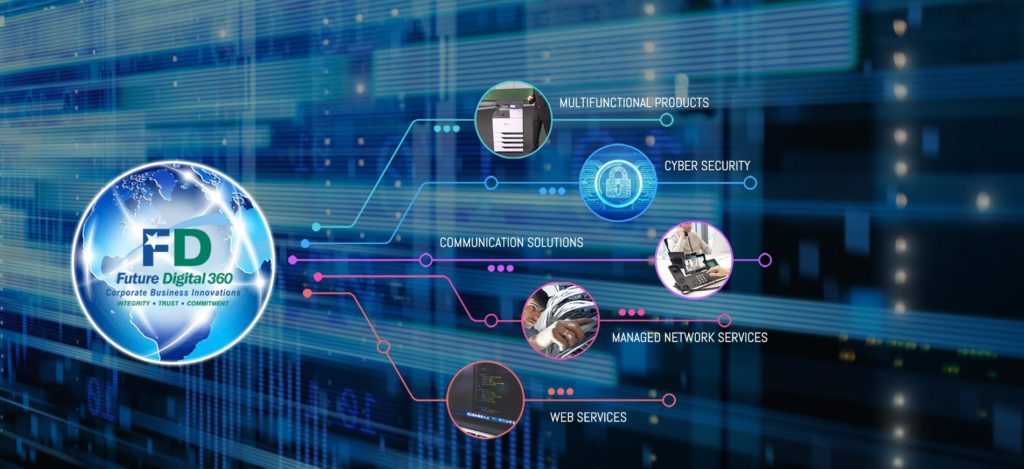 FD
Future Digital 360
Corporate Business Innovations
INTEGRITY • TRUST • COMMITMENT
MULTIFUNCTIONAL PRODUCTS
CYBER SECURITY
COMMUNICATION SOLUTIONS
MANAGED NETWORK SERVICES
WEB SERVICES